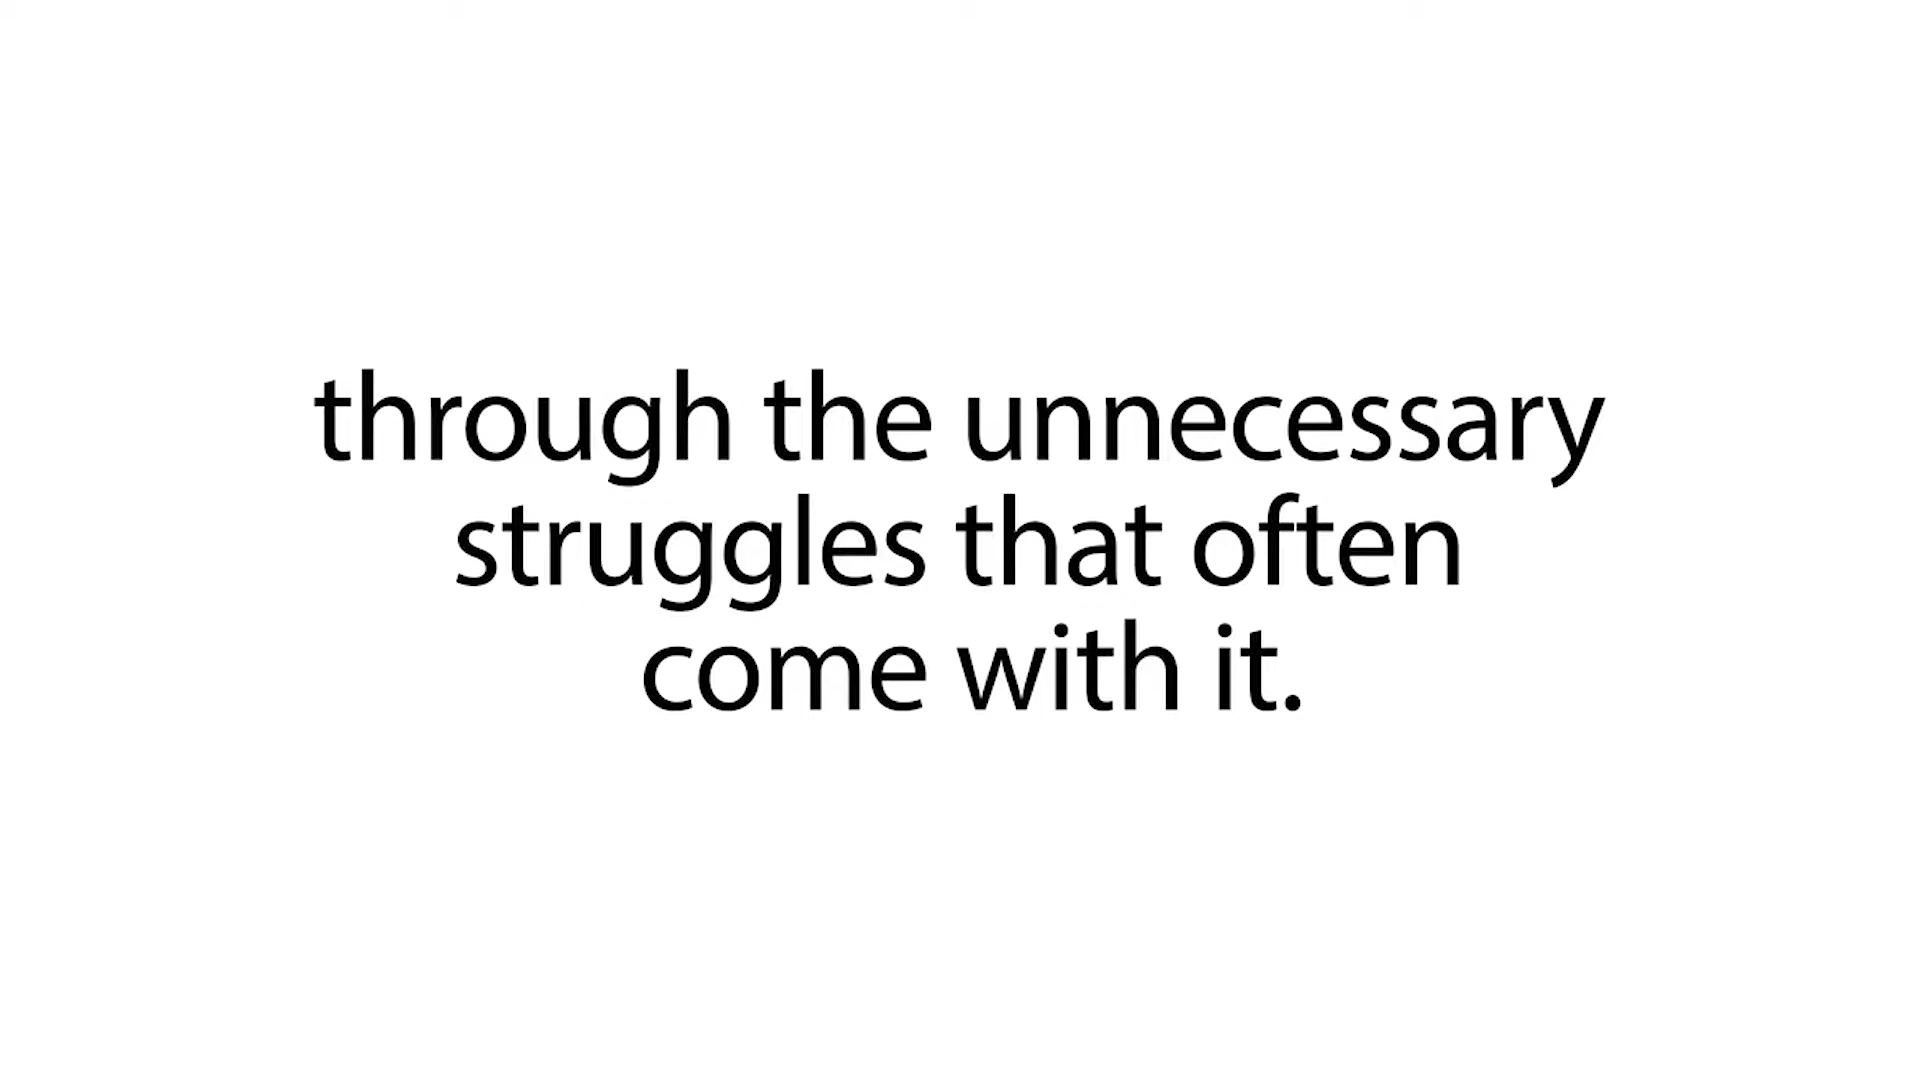 through the unnecessary
struggles that often
come with it.